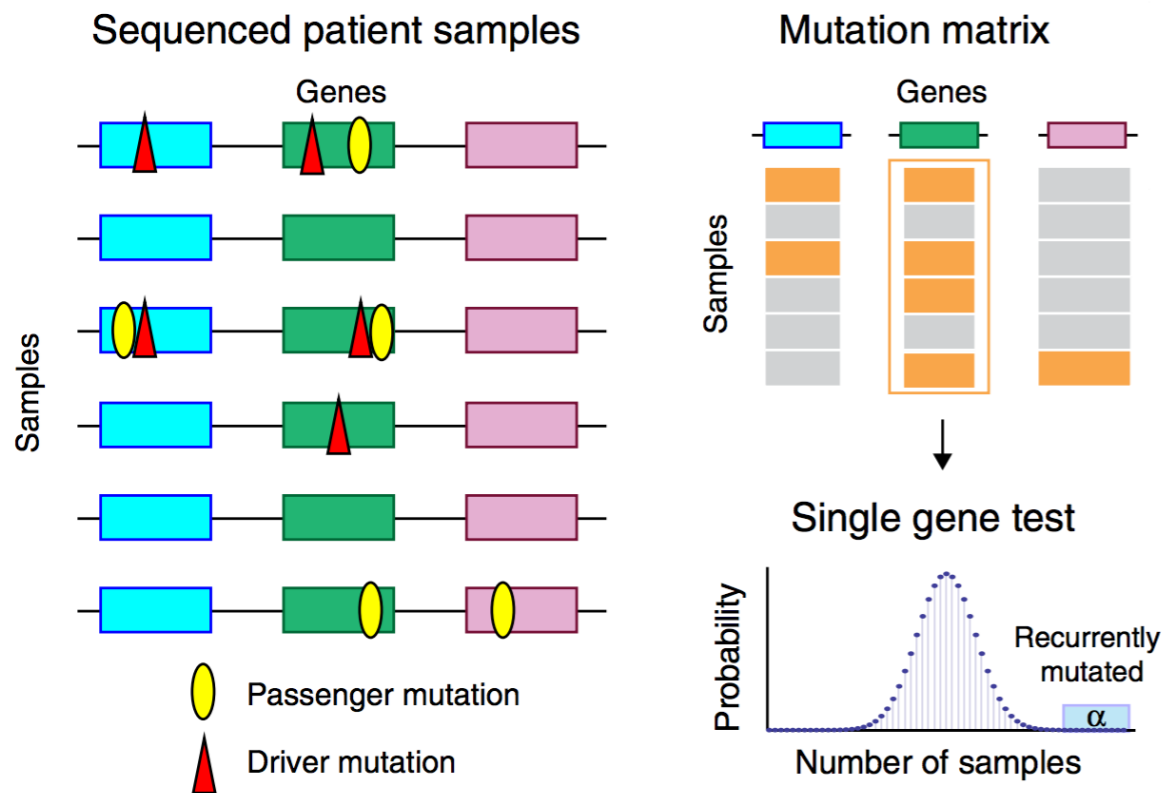 Sequenced patient samples
Genes
Samples
Passenger mutation
Driver mutation
Mutation matrix
Genes
Samples
Single gene test
Probability
Recurrently
mutated
α
Number of samples